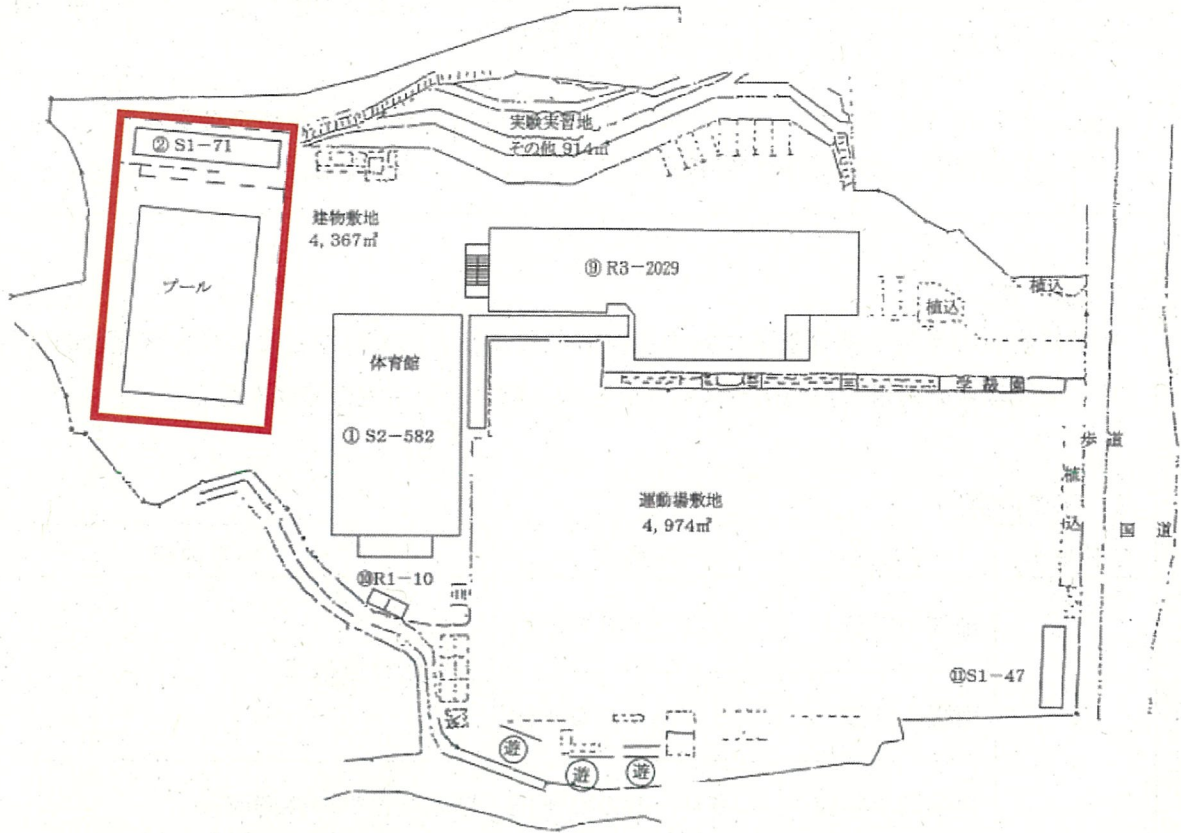 実験実習地
その他 914㎡
② S1-71
建物敷地
4,367㎡
⑨ R3-2029
プール
植込
植込
体育館
学級園
① S2-582
歩道
植込
運動場敷地
4,974㎡
国道
⑩R1-10
⑪S1-47
遊
遊
遊